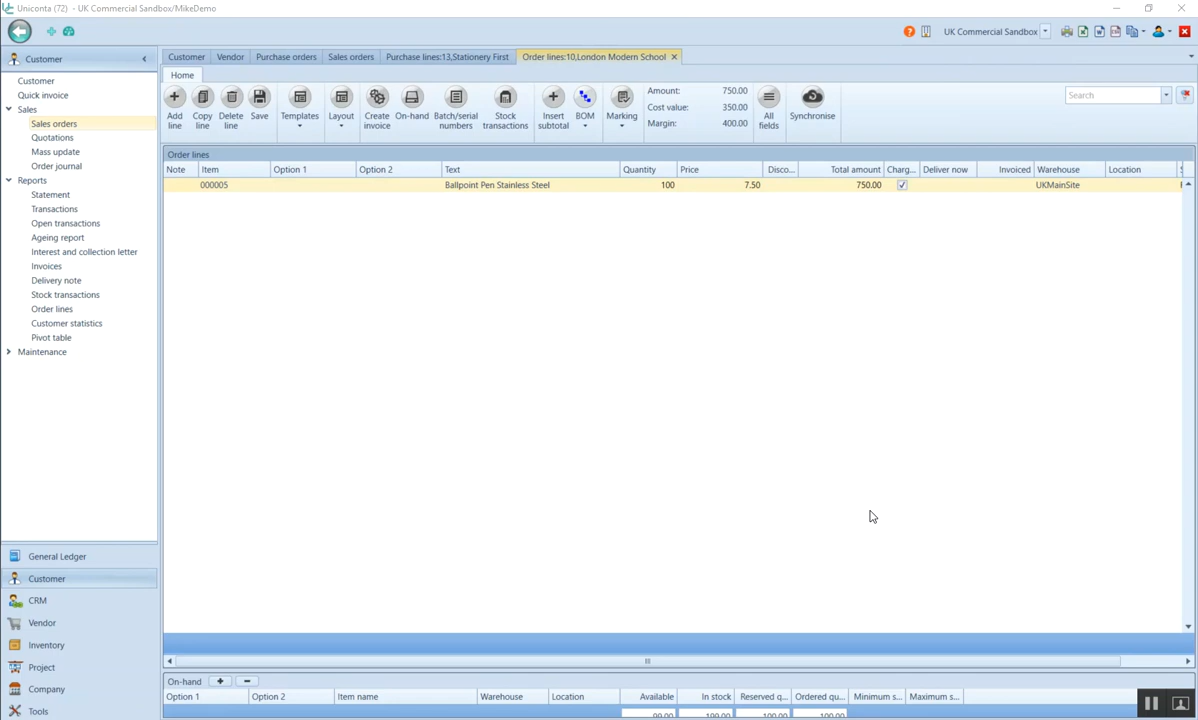 Uniconta (72) - UK Commercial Sandbox/MikeDemo
UK Commercial Sandbox
Customer
Customer Vendor Purchase orders Sales orders Purchase lines:13,Stationery First Order lines:10,London Modern School
Customer
Quick invoice
Sales
Sales orders
Quotations
Mass update
Order journal
Reports
Statement
Transactions
Open transactions
Ageing report
Interest and collection letter
Invoices
Delivery note
Stock transactions
Order lines
Customer statistics
Pivot table
Maintenance
General Ledger
Customer
CRM
Vendor
Inventory
Project
Company
Tools
Home
Add line
Copy line
Delete line
Save
Templates
Layout
Create invoice
On-hand
Batch/serial numbers
Stock transactions
Insert subtotal
BOM
Marking
Amount: 750.00
Cost value: 350.00
Margin: 400.00
All fields
Synchronise
Search
Order lines
Note Item Option 1 Option 2 Text Quantity Price Disco... Total amount Charg... Deliver now Invoiced Warehouse Location
000005 Ballpoint Pen Stainless Steel 100 7.50 750.00 UKMainSite
On-hand
Option 1 Option 2 Item name Warehouse Location Available In stock Reserved q... Ordered qu... Minimum s... Maximum s...
99.00 199.00 100.00 100.00